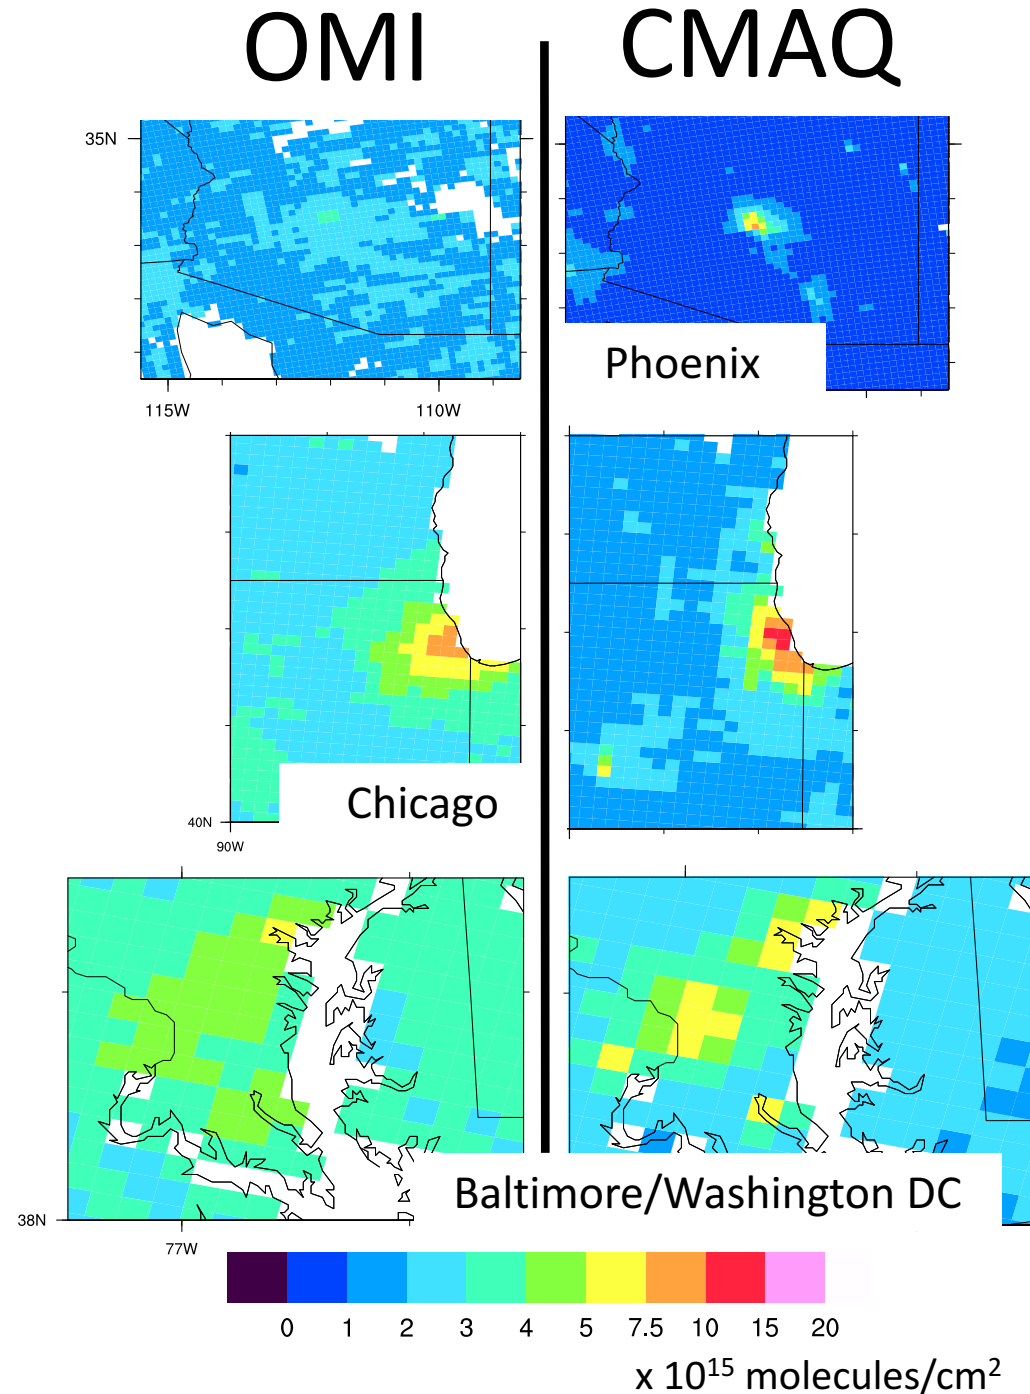 OMI CMAQ
35N
Phoenix
115W 110W
Chicago
40N
90W
Baltimore/Washington DC
38N
77W
0 1 2 3 4 5 7.5 10 15 20
x 10¹⁵ molecules/cm²